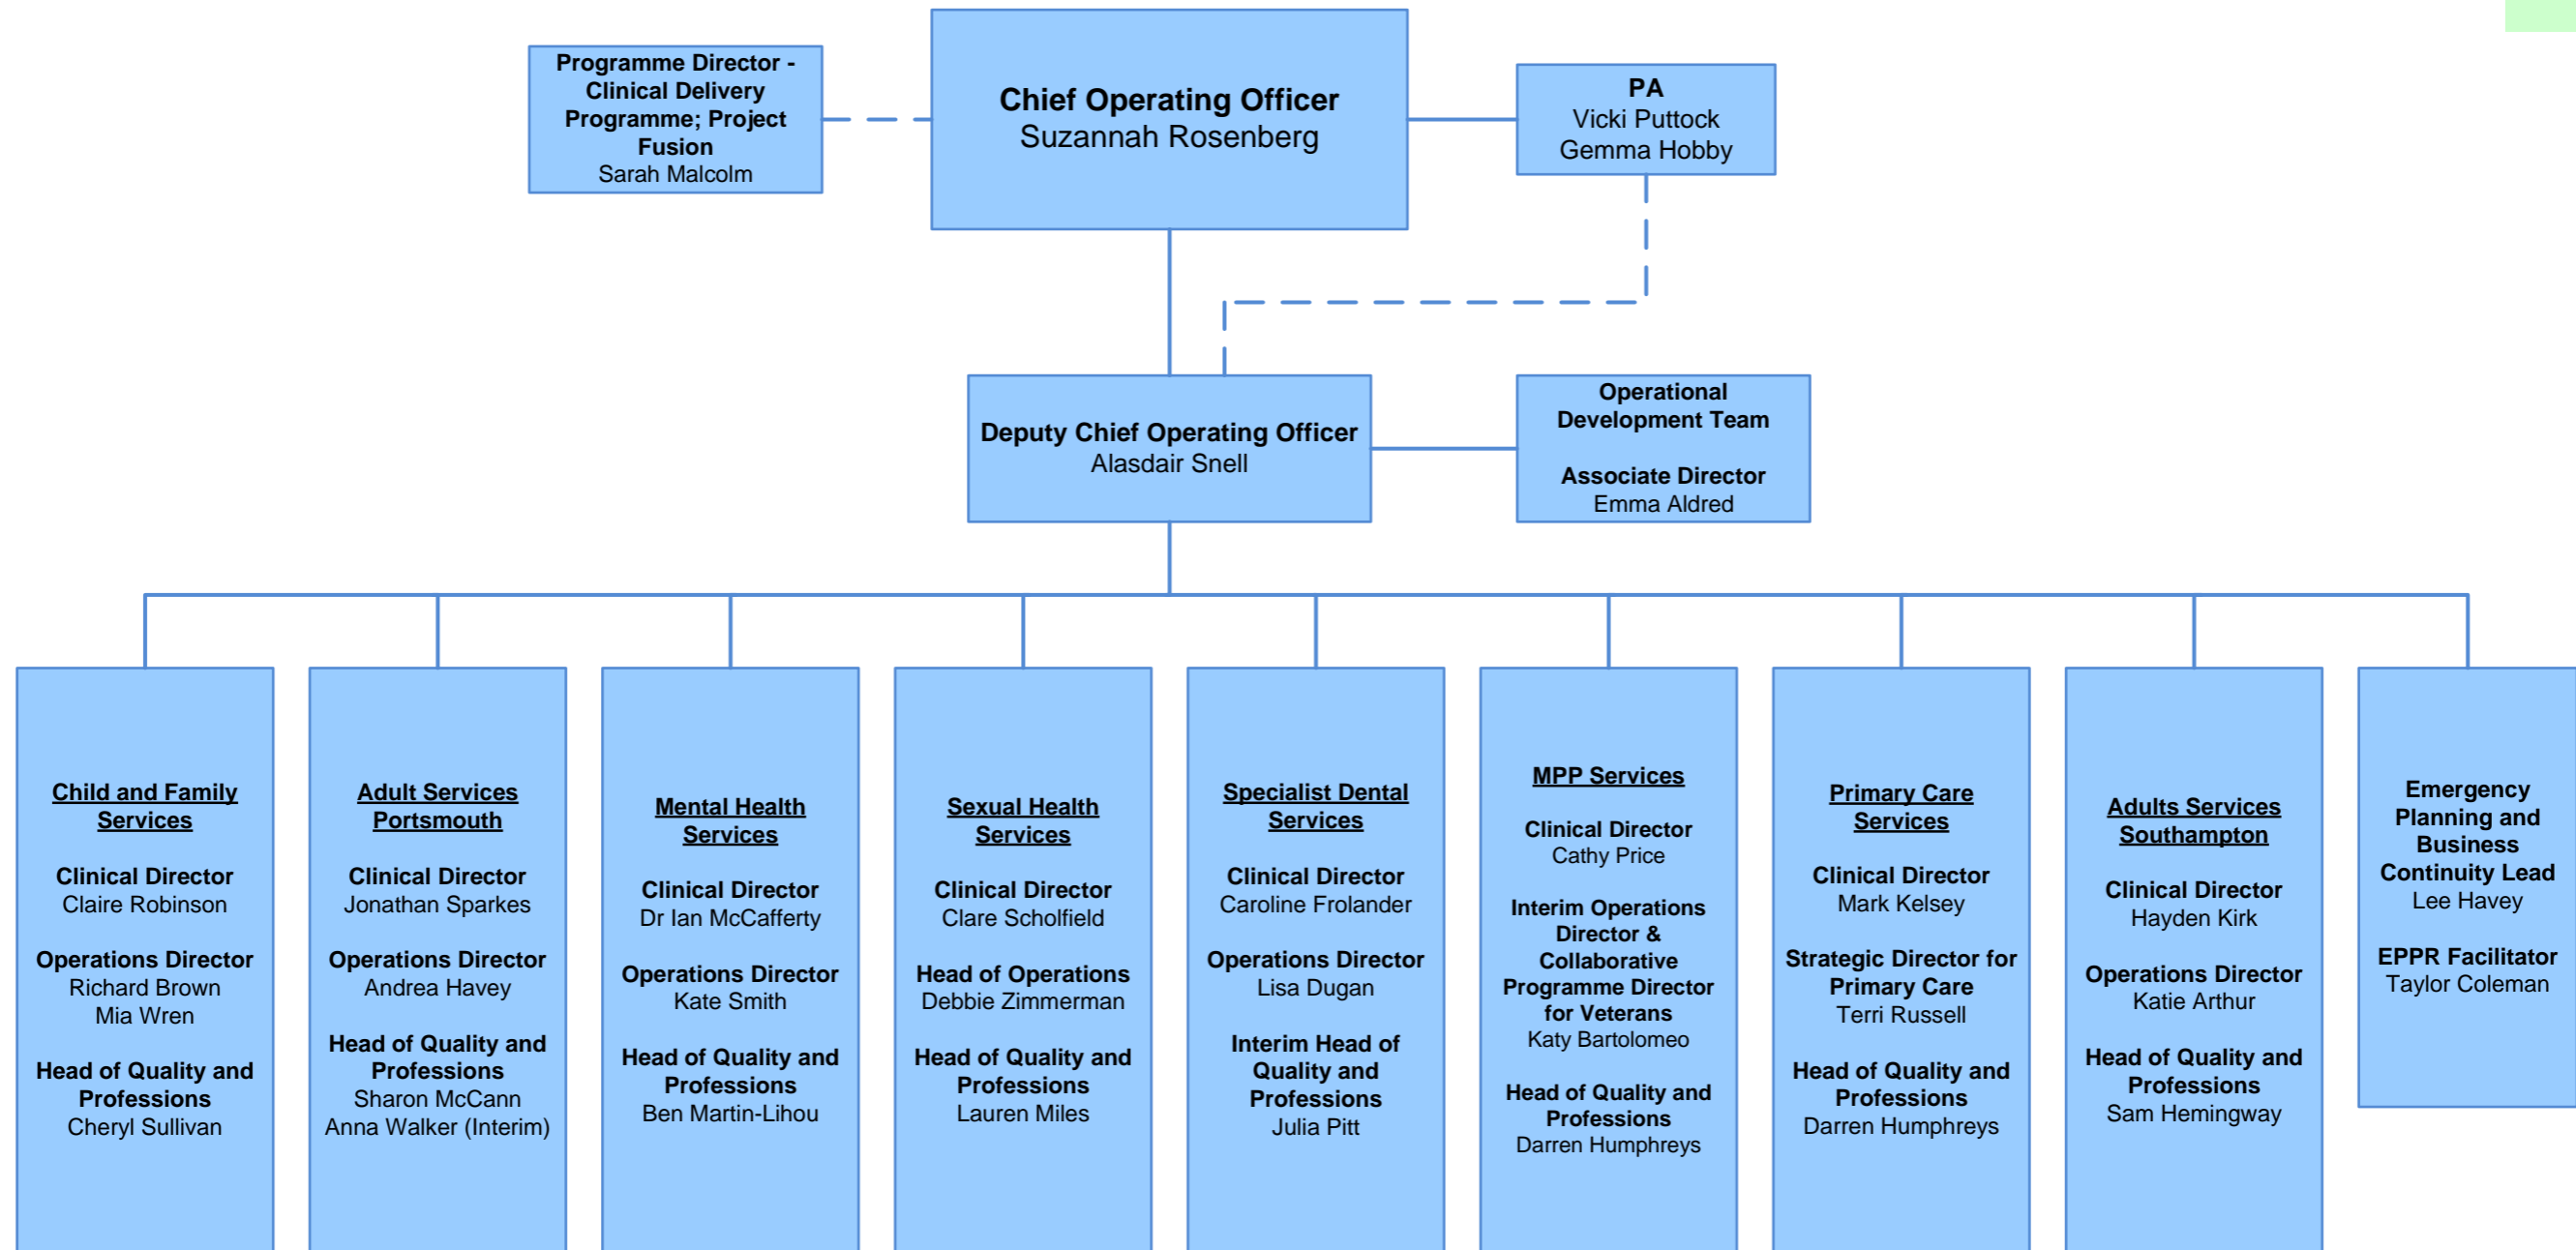 Programme Director -
Clinical Delivery
Programme; Project
Fusion
Sarah Malcolm
Chief Operating Officer
Suzannah Rosenberg
PA
Vicki Puttock
Gemma Hobby
Deputy Chief Operating Officer
Alasdair Snell
Operational
Development Team
Associate Director
Emma Aldred
Child and Family
Services
Clinical Director
Claire Robinson
Operations Director
Richard Brown
Mia Wren
Head of Quality and
Professions
Cheryl Sullivan
Adult Services
Portsmouth
Clinical Director
Jonathan Sparkes
Operations Director
Andrea Havey
Head of Quality and
Professions
Sharon McCann
Anna Walker (Interim)
Mental Health
Services
Clinical Director
Dr Ian McCafferty
Operations Director
Kate Smith
Head of Quality and
Professions
Ben Martin-Lihou
Sexual Health
Services
Clinical Director
Clare Scholfield
Head of Operations
Debbie Zimmerman
Head of Quality and
Professions
Lauren Miles
Specialist Dental
Services
Clinical Director
Caroline Frolander
Operations Director
Lisa Dugan
Interim Head of
Quality and
Professions
Julia Pitt
MPP Services
Clinical Director
Cathy Price
Interim Operations
Director &
Collaborative
Programme Director
for Veterans
Katy Bartolomeo
Head of Quality and
Professions
Darren Humphreys
Primary Care
Services
Clinical Director
Mark Kelsey
Strategic Director for
Primary Care
Terri Russell
Head of Quality and
Professions
Darren Humphreys
Adults Services
Southampton
Clinical Director
Hayden Kirk
Operations Director
Katie Arthur
Head of Quality and
Professions
Sam Hemingway
Emergency
Planning and
Business
Continuity Lead
Lee Havey
EPPR Facilitator
Taylor Coleman